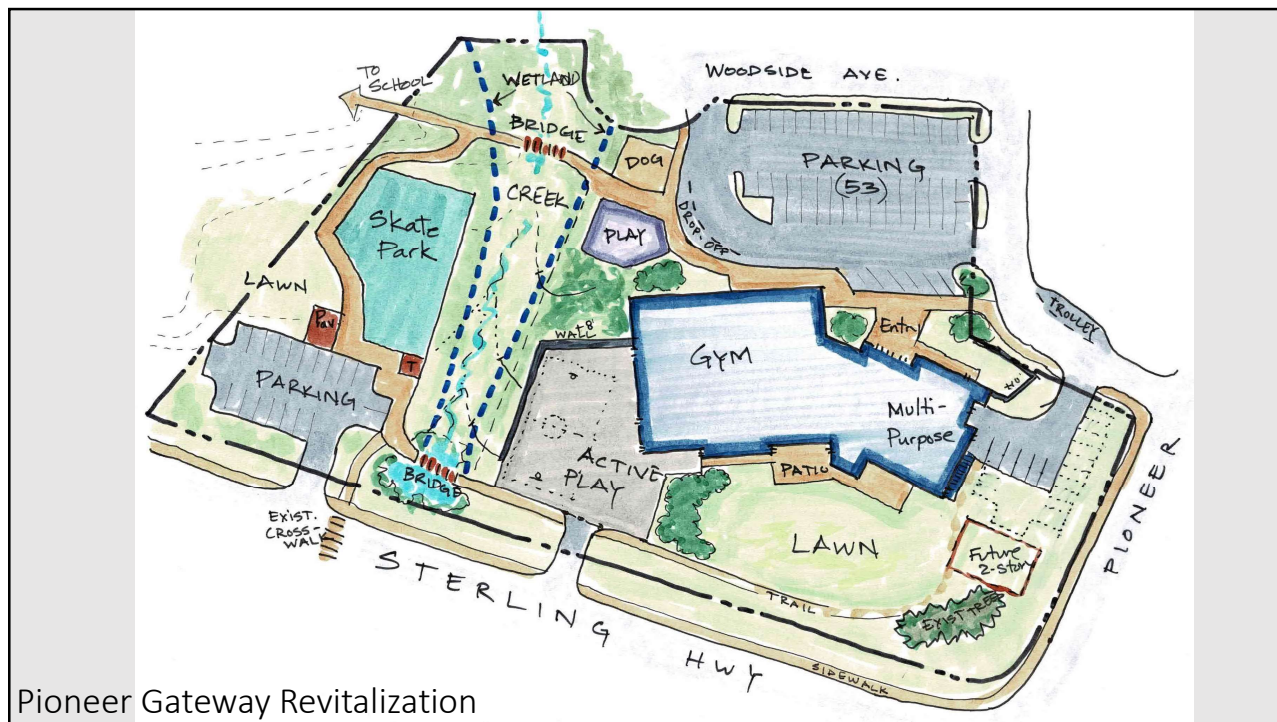 WOODSIDE AVE.
TO
SCHOOL
WETLAND
BRIDGE
DOG
PARKING
(53)
CREEK
DROP-OFF
PLAY
Skate
Park
LAWN
TROLLEY
Pav
Entry
WALL
GYM
T
PARKING
Multi-
Purpose
PATIO
ACTIVE
PLAY
BRIDGE
PIONEER
EXIST.
CROSS-
WALK
LAWN
Future
2-story
TRAIL
EXIST TREES
STERLING HWY
SIDEWALK
Pioneer Gateway Revitalization